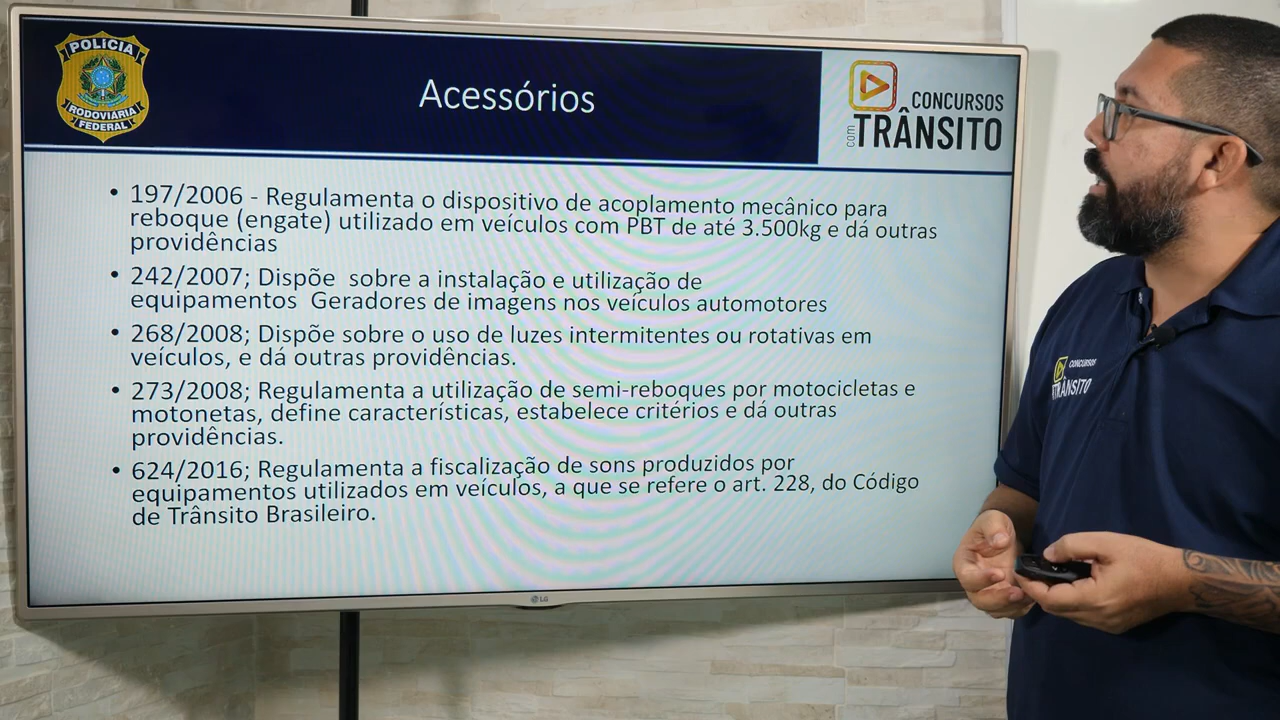 POLÍCIA
RODOVIÁRIA
FEDERAL
Acessórios
CONCURSOS
com TRÂNSITO
• 197/2006 - Regulamenta o dispositivo de acoplamento mecânico para
reboque (engate) utilizado em veículos com PBT de até 3.500kg e dá outras
providências
• 242/2007; Dispõe sobre a instalação e utilização de
equipamentos Geradores de imagens nos veículos automotores
• 268/2008; Dispõe sobre o uso de luzes intermitentes ou rotativas em
veículos, e dá outras providências.
• 273/2008; Regulamenta a utilização de semi-reboques por motocicletas e
motonetas, define características, estabelece critérios e dá outras
providências.
• 624/2016; Regulamenta a fiscalização de sons produzidos por
equipamentos utilizados em veículos, a que se refere o art. 228, do Código
de Trânsito Brasileiro.
LG
CONCURSOS
TRÂNSITO